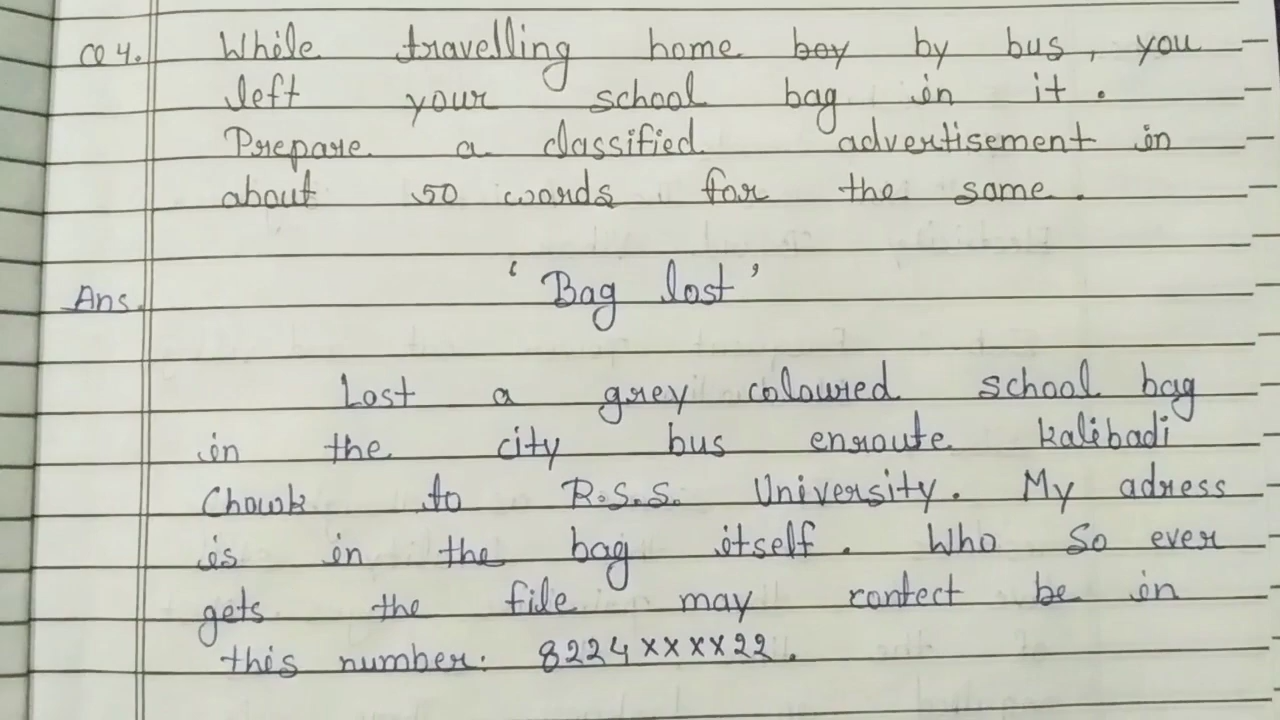 Q 4. While travelling home boy by bus, you
left your school bag in it.
Prepare a classified advertisement in
about 50 words for the same.
Ans. 'Bag lost'
Lost a grey coloured school bag
in the city bus enroute kalibadi
Chowk to R.S.S. University. My adress
is in the bag itself. Who so ever
gets the file may contect be in
this number. 8224xxxx22.